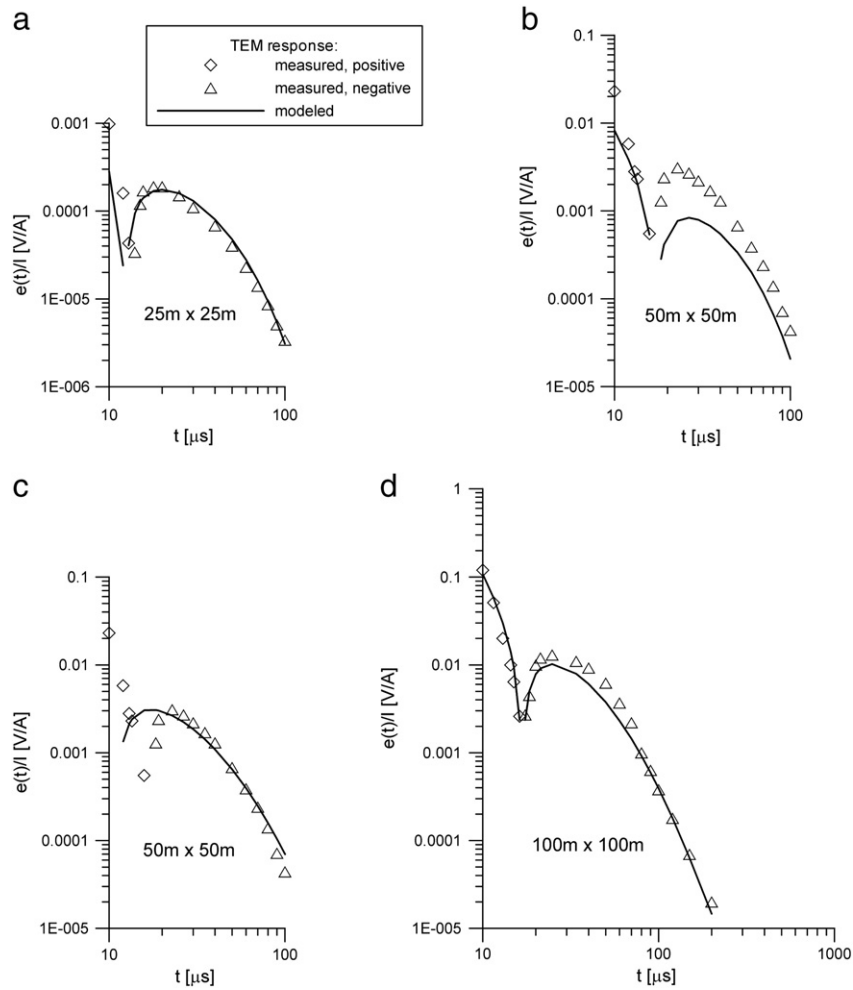 a
TEM response:
measured, positive
measured, negative
modeled
0.001
0.0001
1E-005
1E-006
e(t)/I [V/A]
25m x 25m
10
100
t [μs]
b
0.1
0.01
0.001
0.0001
1E-005
e(t)/I [V/A]
50m x 50m
10
100
t [μs]
c
0.1
0.01
0.001
0.0001
1E-005
e(t)/I [V/A]
50m x 50m
10
100
t [μs]
d
1
0.1
0.01
0.001
0.0001
1E-005
e(t)/I [V/A]
100m x 100m
10
100
1000
t [μs]